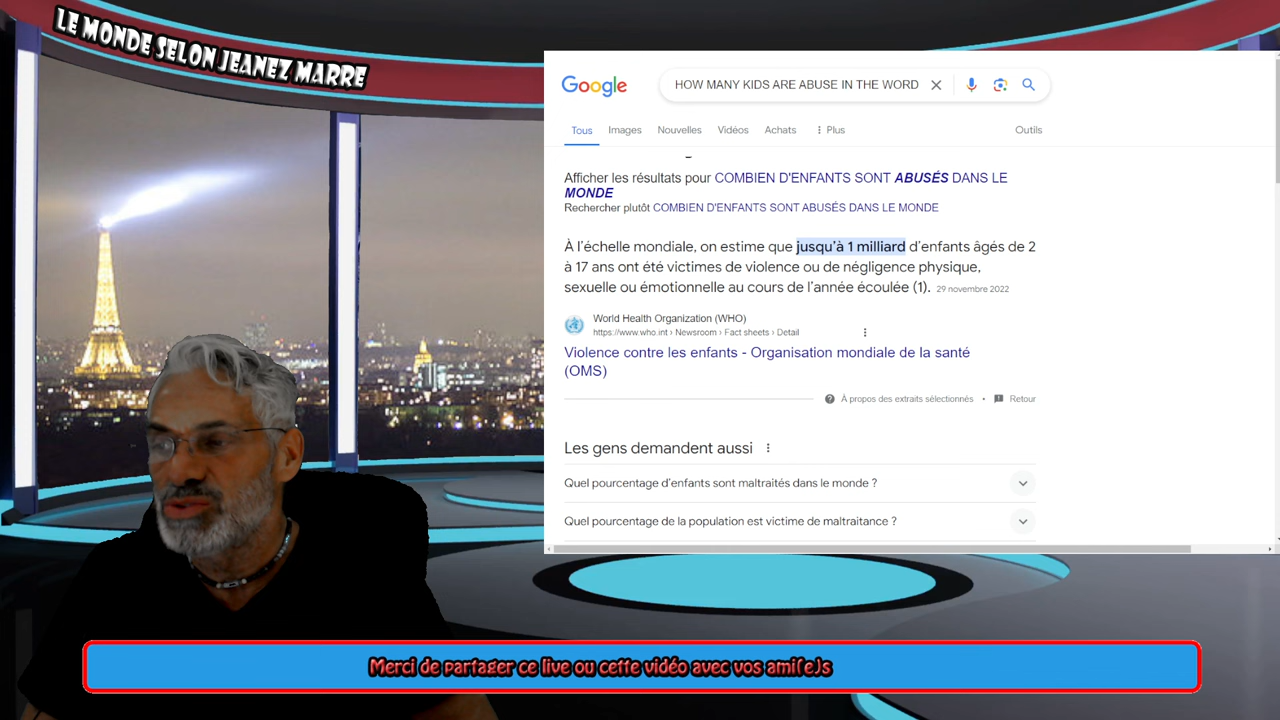 LE MONDE SELON JEANEZ MARRE
Google
HOW MANY KIDS ARE ABUSE IN THE WORD
Tous Images Nouvelles Vidéos Achats Plus Outils
Afficher les résultats pour COMBIEN D'ENFANTS SONT ABUSÉS DANS LE
MONDE
Rechercher plutôt COMBIEN D'ENFANTS SONT ABUSÉS DANS LE MONDE
À l'échelle mondiale, on estime que jusqu'à 1 milliard d'enfants âgés de 2
à 17 ans ont été victimes de violence ou de négligence physique,
sexuelle ou émotionnelle au cours de l'année écoulée (1). 29 novembre 2022
World Health Organization (WHO)
https://www.who.int › Newsroom › Fact sheets › Detail
Violence contre les enfants - Organisation mondiale de la santé
(OMS)
À propos des extraits sélectionnés • Retour
Les gens demandent aussi
Quel pourcentage d'enfants sont maltraités dans le monde ?
Quel pourcentage de la population est victime de maltraitance ?
Merci de partager ce live ou cette vidéo avec vos ami(e)s